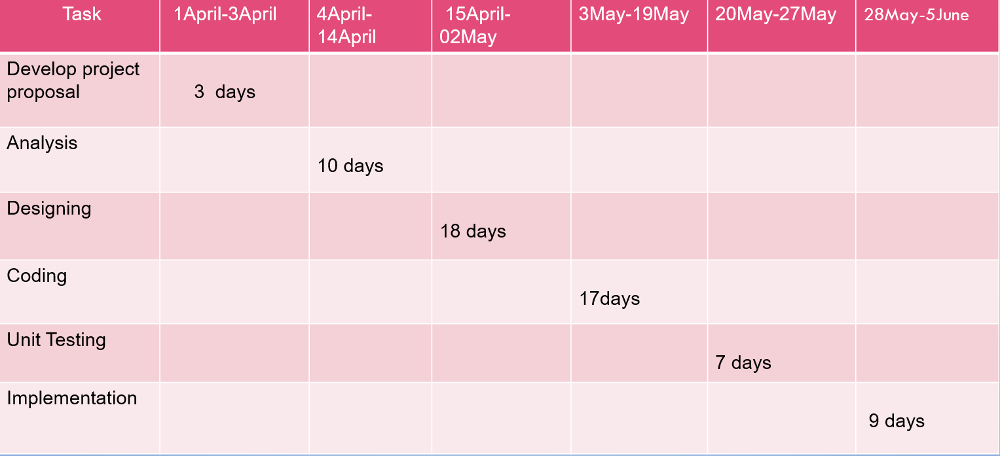 Task 1April-3April 4April-14April 15April-02May 3May-19May 20May-27May 28May-5June
Develop project proposal 3 days
Analysis 10 days
Designing 18 days
Coding 17days
Unit Testing 7 days
Implementation 9 days